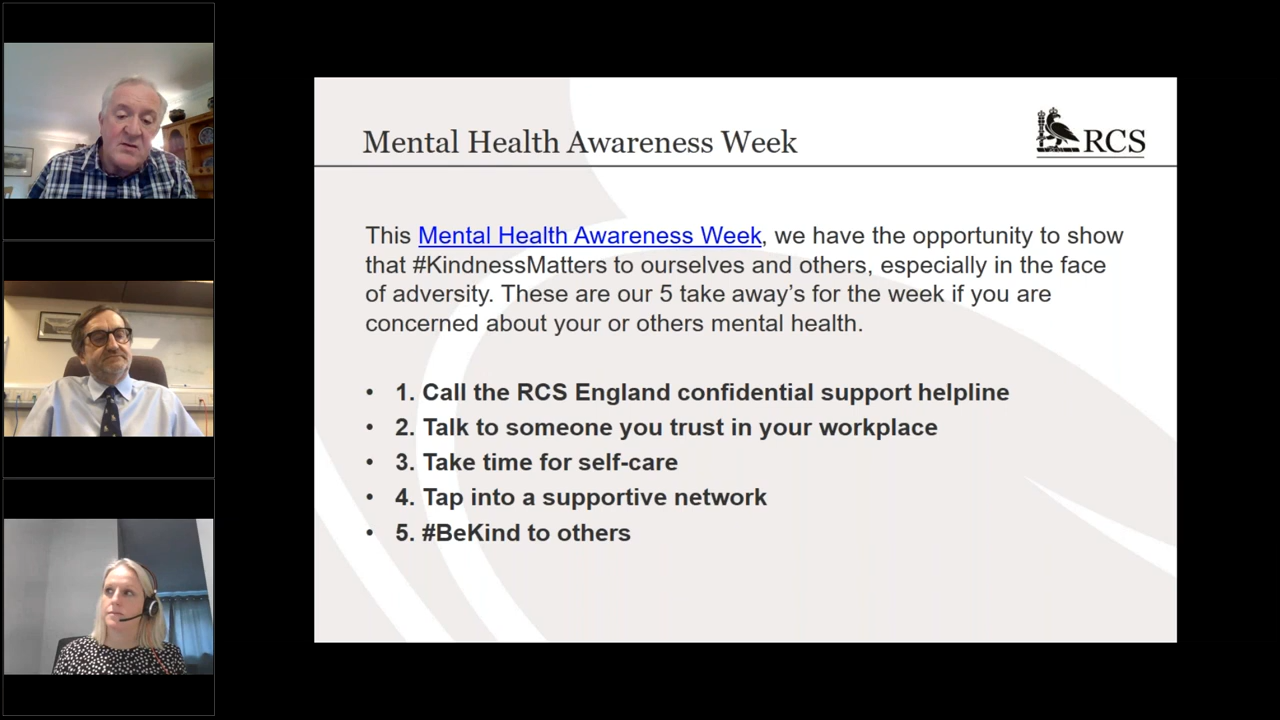 Mental Health Awareness Week
RCS
This Mental Health Awareness Week, we have the opportunity to show
that #KindnessMatters to ourselves and others, especially in the face
of adversity. These are our 5 take away's for the week if you are
concerned about your or others mental health.
• 1. Call the RCS England confidential support helpline
• 2. Talk to someone you trust in your workplace
• 3. Take time for self-care
• 4. Tap into a supportive network
• 5. #BeKind to others